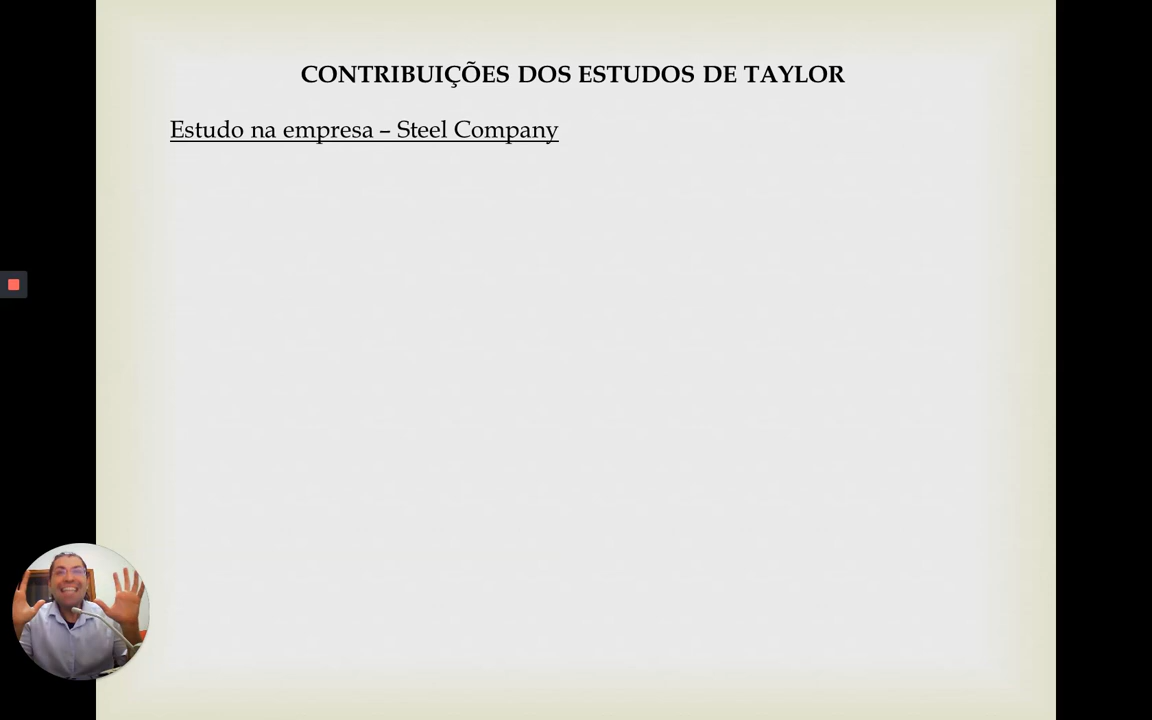 CONTRIBUIÇÕES DOS ESTUDOS DE TAYLOR
Estudo na empresa – Steel Company